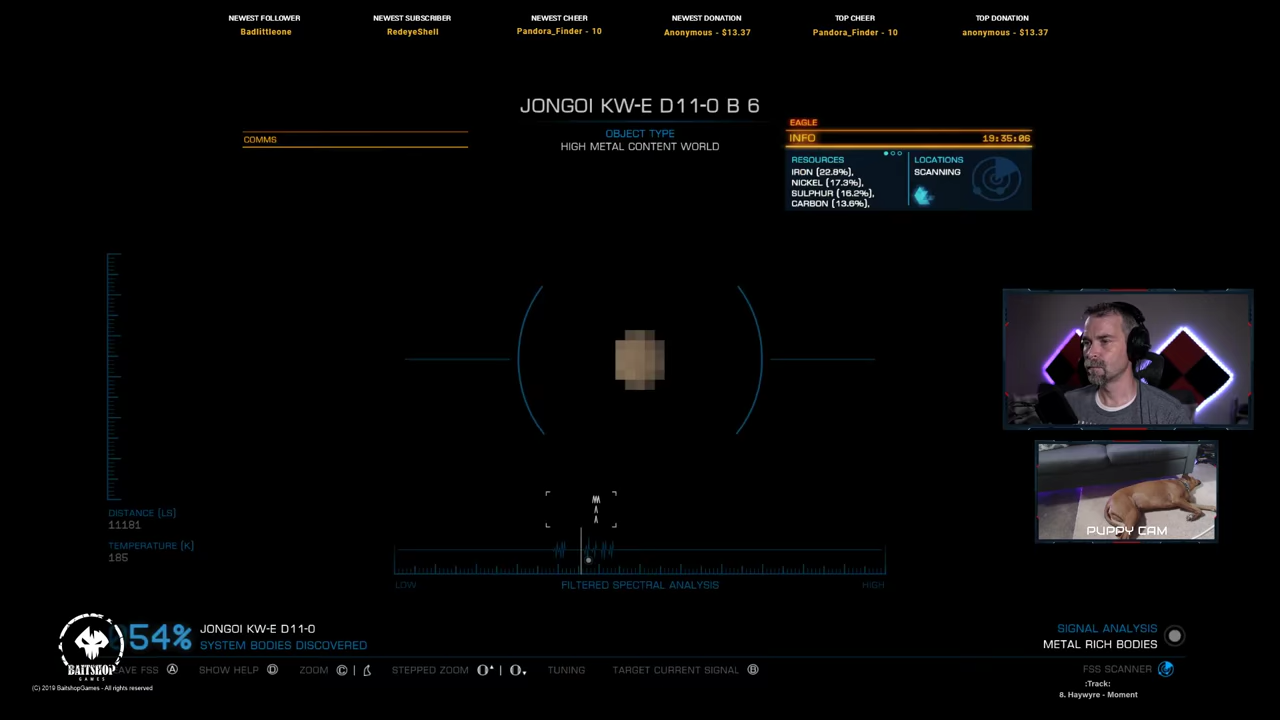 NEWEST FOLLOWER
Badlittleone
NEWEST SUBSCRIBER
RedeyeShell
NEWEST CHEER
Pandora_Finder - 10
NEWEST DONATION
Anonymous - $13.37
TOP CHEER
Pandora_Finder - 10
TOP DONATION
anonymous - $13.37
JONGOI KW-E D11-0 B 6
OBJECT TYPE
HIGH METAL CONTENT WORLD
COMMS
EAGLE
INFO 19:35:06
RESOURCES
IRON (22.8%),
NICKEL (17.3%),
SULPHUR (16.2%),
CARBON (13.6%),
LOCATIONS
SCANNING
PUPPY CAM
DISTANCE [LS]
11181
TEMPERATURE [K]
185
LOW
FILTERED SPECTRAL ANALYSIS
HIGH
54%
JONGOI KW-E D11-0
SYSTEM BODIES DISCOVERED
BAITSHOP
GAMES
(C) 2019 BaitshopGames - All rights reserved
FSS A
SHOW HELP D
ZOOM C |
STEPPED ZOOM
TUNING
TARGET CURRENT SIGNAL B
SIGNAL ANALYSIS
METAL RICH BODIES
FSS SCANNER
:Track:
8. Haywyre - Moment